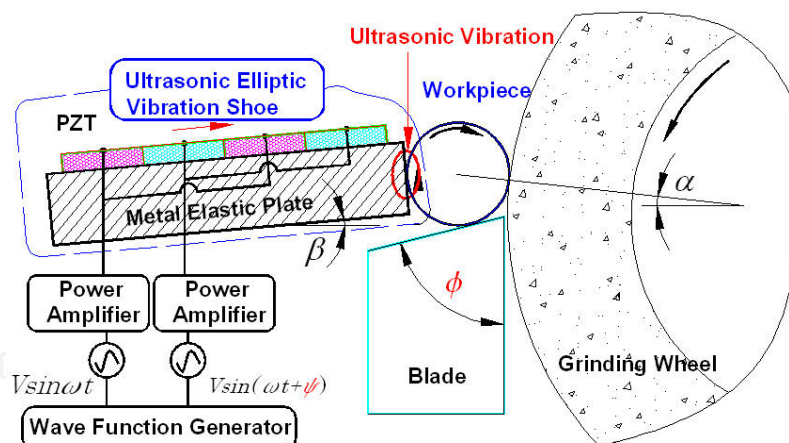 Ultrasonic Vibration
Ultrasonic Elliptic
Vibration Shoe
Workpiece
PZT
α
Metal Elastic Plate
β
Power
Amplifier
Power
Amplifier
ϕ
Grinding Wheel
Blade
Vsinωt
Vsin(ωt+ψ)
Wave Function Generator